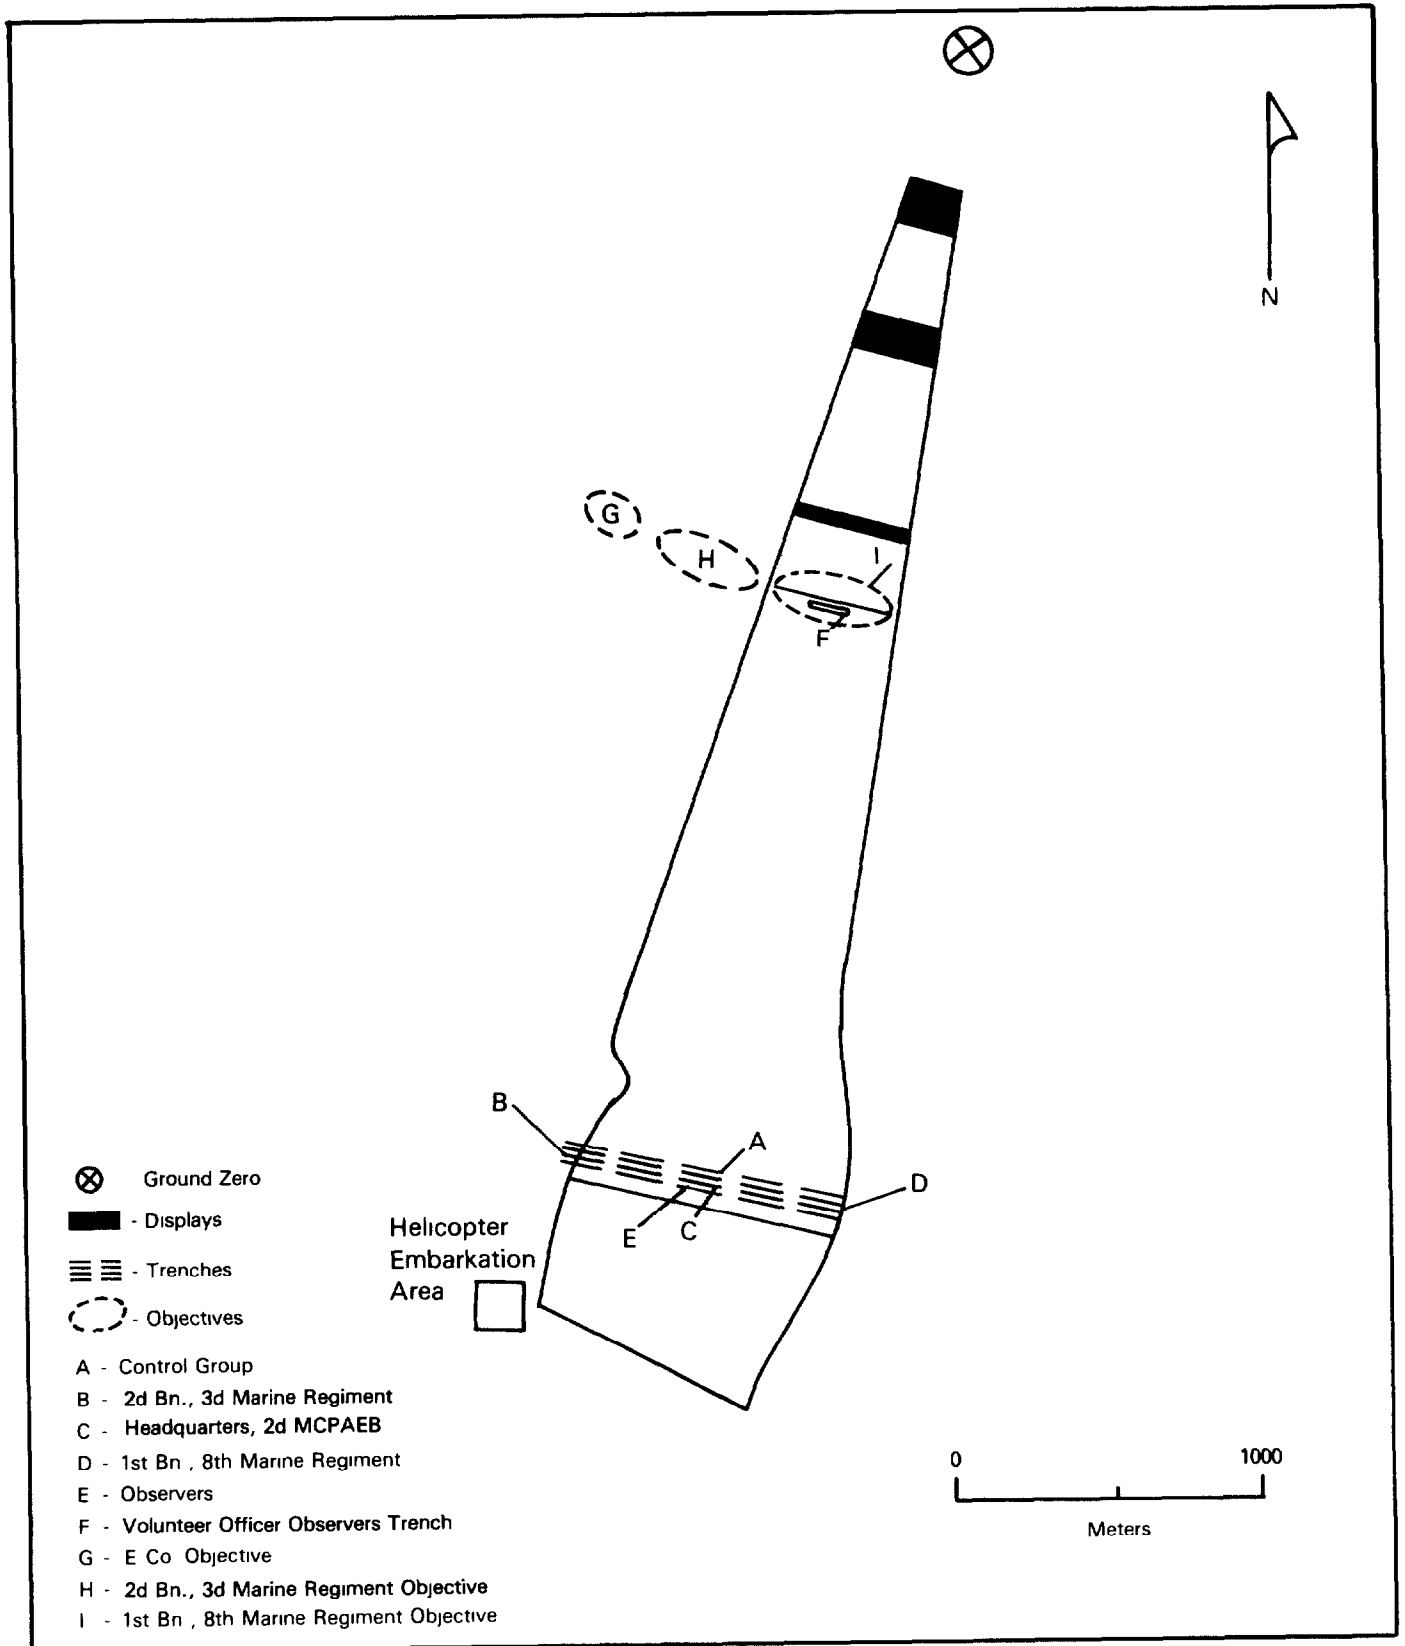 N
G
H
I
F
B
A
D
E
C
Ground Zero
- Displays
- Trenches
- Objectives
Helicopter
Embarkation
Area
A - Control Group
B - 2d Bn., 3d Marine Regiment
C - Headquarters, 2d MCPAEB
D - 1st Bn , 8th Marine Regiment
E - Observers
F - Volunteer Officer Observers Trench
G - E Co Objective
H - 2d Bn., 3d Marine Regiment Objective
I - 1st Bn , 8th Marine Regiment Objective
0 1000
Meters